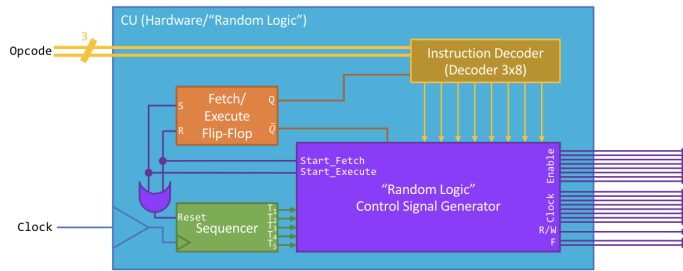 CU (Hardware/“Random Logic”)
3
Opcode
Instruction Decoder
(Decoder 3x8)
Fetch/
Execute
Flip-Flop
S
R
Q
Q̅
Start_Fetch
Start_Execute
“Random Logic”
Control Signal Generator
Enable
Clock
R/W
F
Reset
Sequencer
T₁
T₂
T₃
T₄
T₅
Clock